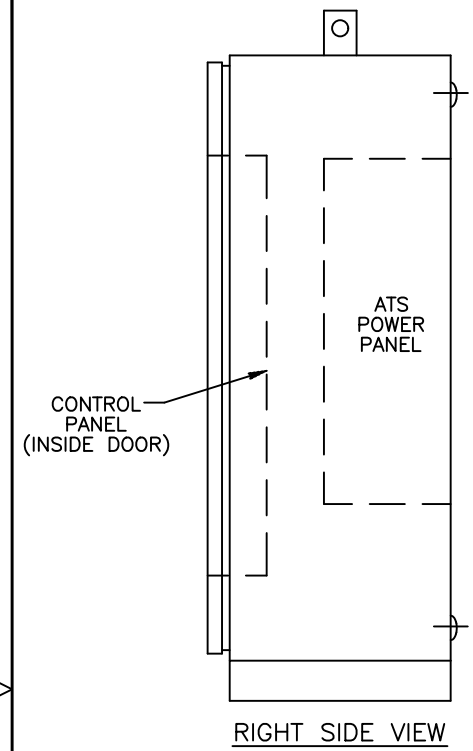 ATS
POWER
PANEL
CONTROL
PANEL
(INSIDE DOOR)
RIGHT SIDE VIEW